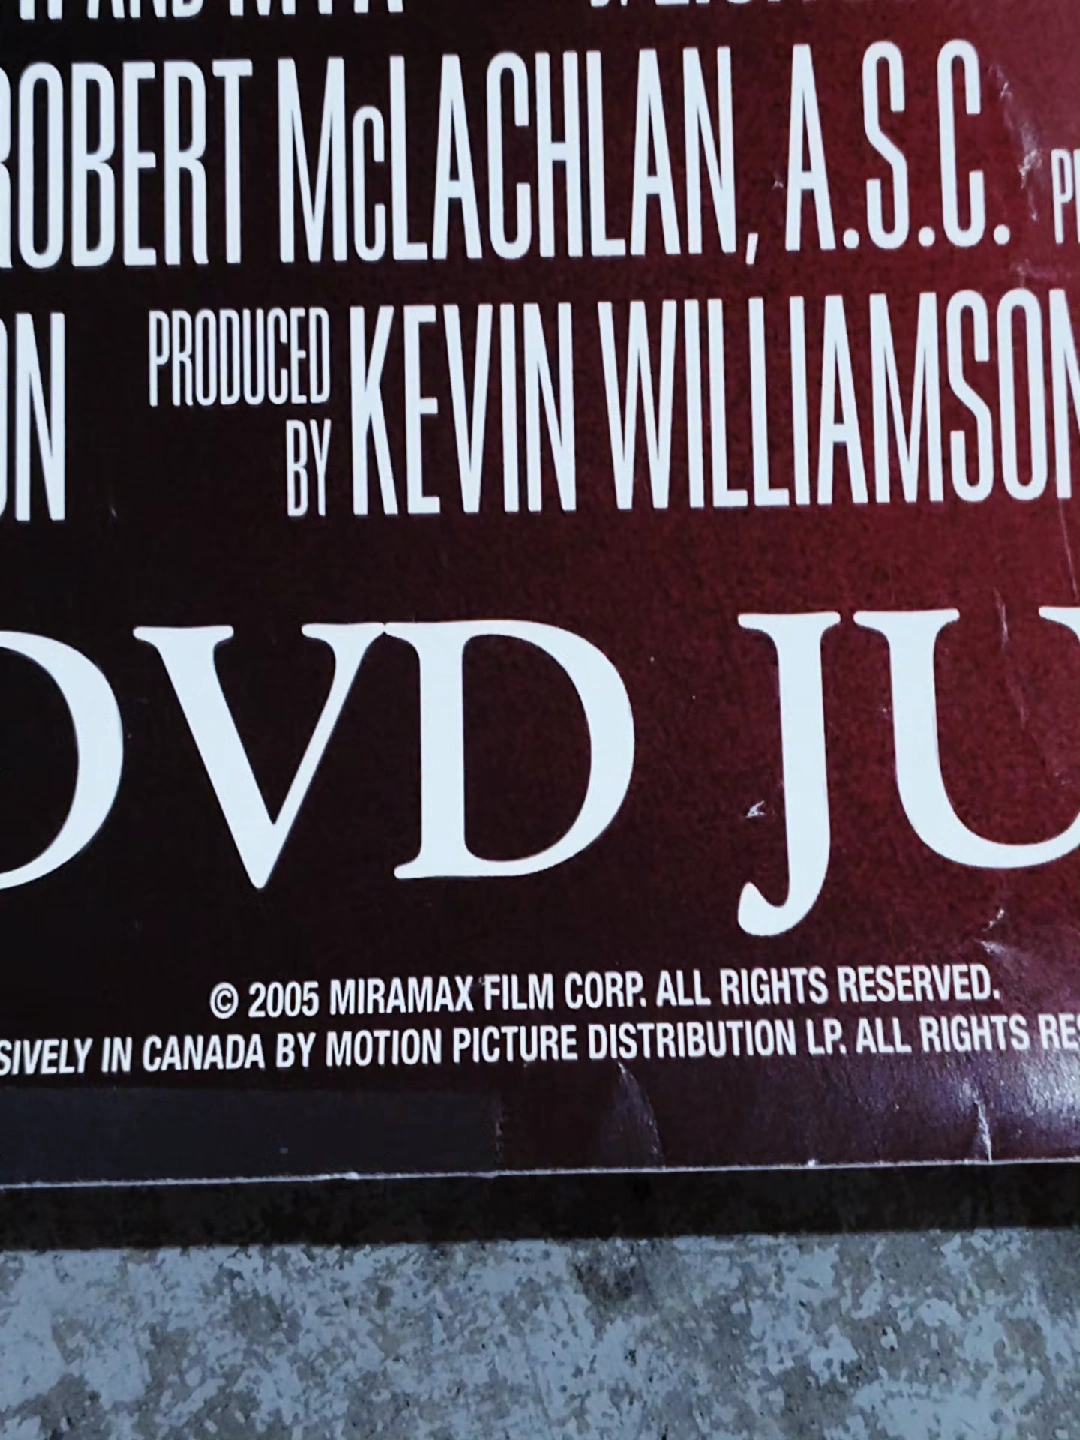 ROBERT McLACHLAN, A.S.C.
PRODUCED BY KEVIN WILLIAMSON
DVD JU
© 2005 MIRAMAX FILM CORP. ALL RIGHTS RESERVED.
SIVELY IN CANADA BY MOTION PICTURE DISTRIBUTION LP. ALL RIGHTS RES